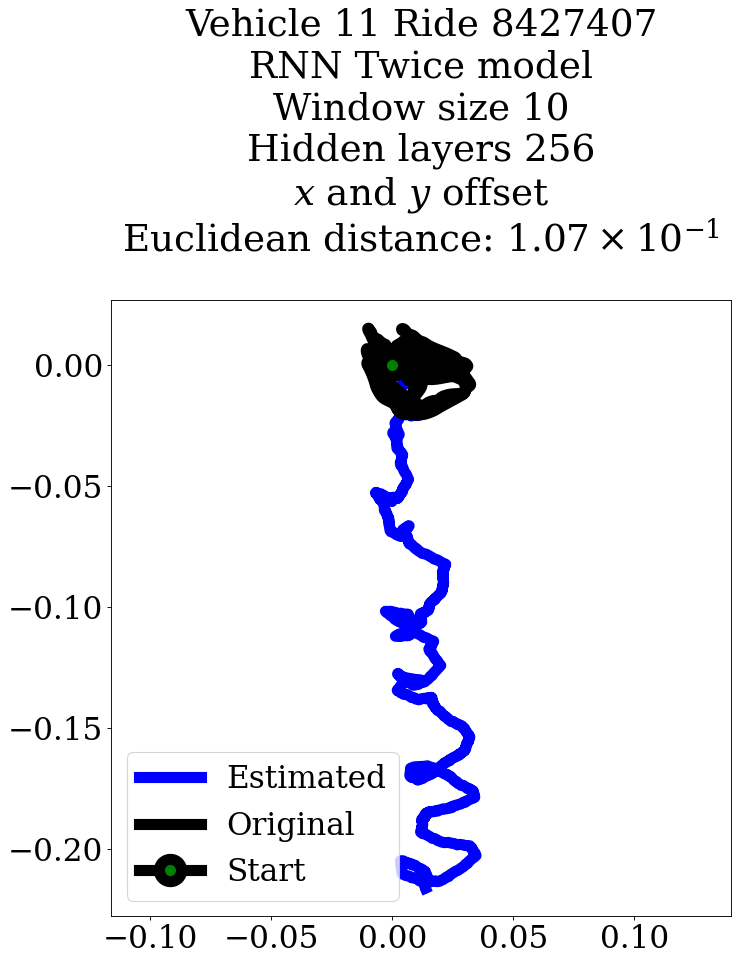 Vehicle 11 Ride 8427407
RNN Twice model
Window size 10
Hidden layers 256
x and y offset
Euclidean distance: 1.07 × 10⁻¹
0.00
−0.05
−0.10
−0.15
−0.20
Estimated
Original
Start
−0.10 −0.05 0.00 0.05 0.10